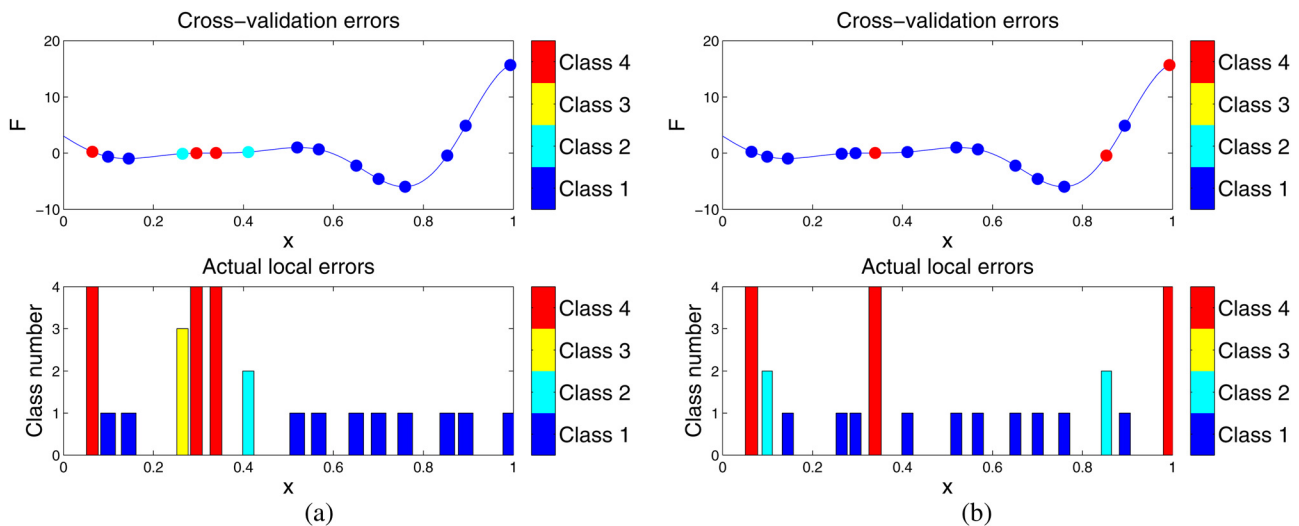 Cross−validation errors
20
10
0
−10
F
0
0.2
0.4
0.6
0.8
1
x
Class 4
Class 3
Class 2
Class 1
Actual local errors
4
3
2
1
0
Class number
0
0.2
0.4
0.6
0.8
1
x
Class 4
Class 3
Class 2
Class 1
(a)
Cross−validation errors
20
10
0
−10
F
0
0.2
0.4
0.6
0.8
1
x
Class 4
Class 3
Class 2
Class 1
Actual local errors
4
3
2
1
0
Class number
0
0.2
0.4
0.6
0.8
1
x
Class 4
Class 3
Class 2
Class 1
(b)